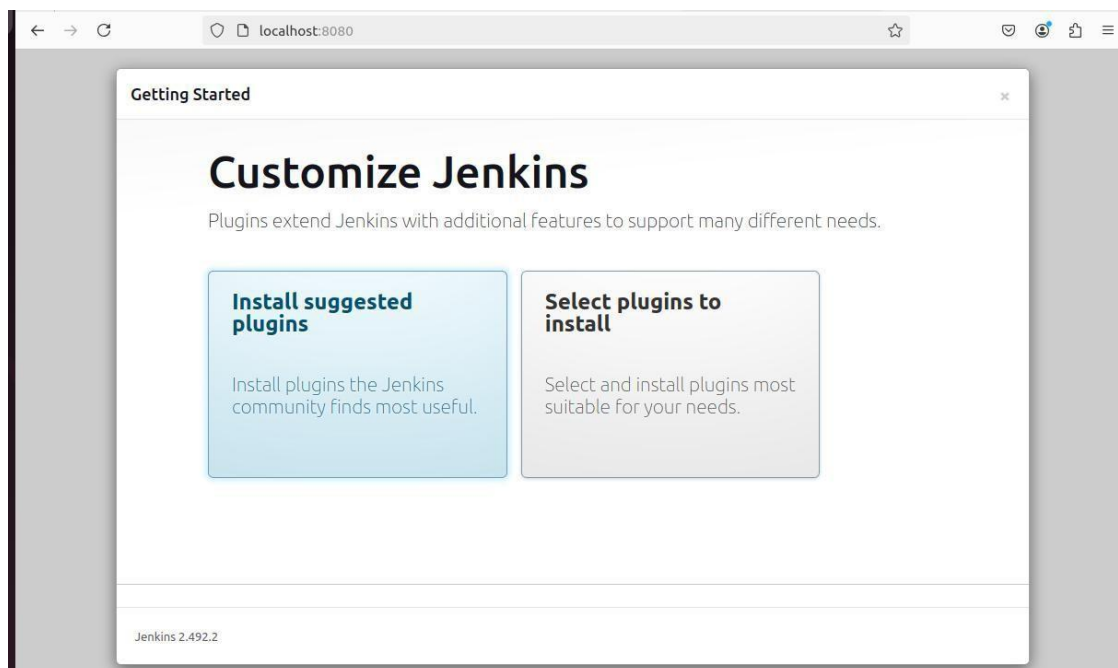 localhost:8080
Getting Started
×
Customize Jenkins
Plugins extend Jenkins with additional features to support many different needs.
Install suggested
plugins
Install plugins the Jenkins
community finds most useful.
Select plugins to
install
Select and install plugins most
suitable for your needs.
Jenkins 2.492.2